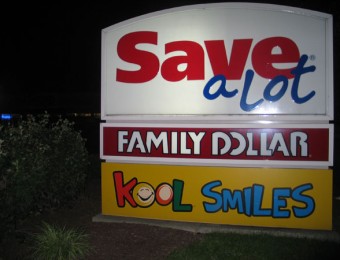 Save
a Lot
FAMILY DOLLAR
KOOL SMILES